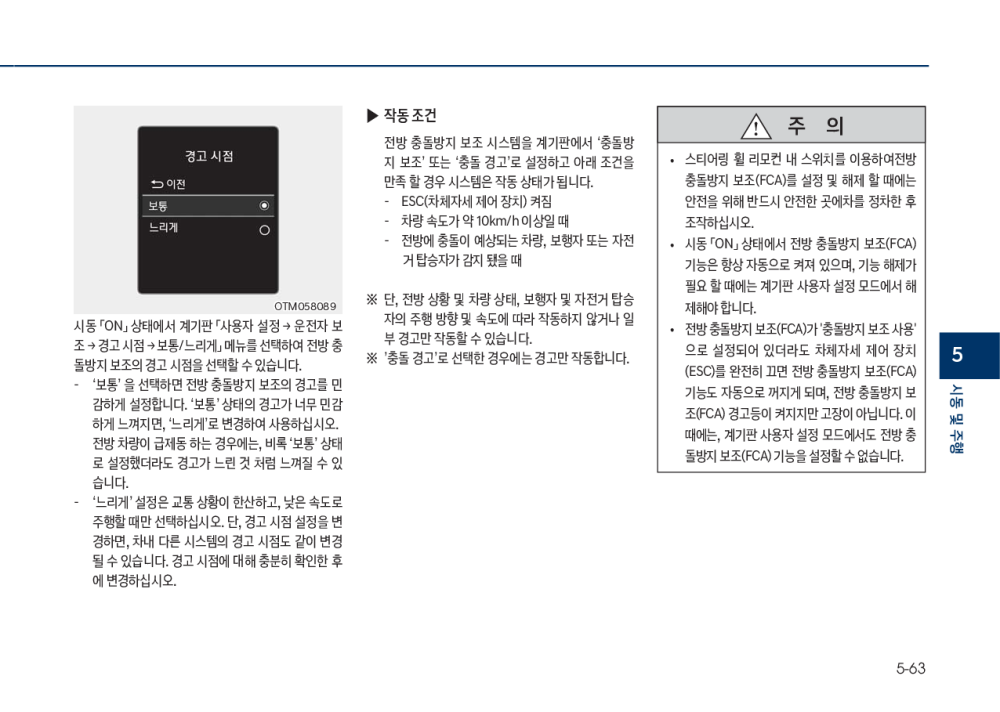 경고 시점
이전
보통
느리게
OTM058089
시동 「ON」 상태에서 계기판 「사용자 설정 → 운전자 보
조 → 경고 시점 → 보통/느리게」 메뉴를 선택하여 전방 충
돌방지 보조의 경고 시점을 선택할 수 있습니다.
- ‘보통’ 을 선택하면 전방 충돌방지 보조의 경고를 민
감하게 설정합니다. ‘보통’ 상태의 경고가 너무 민감
하게 느껴지면, ‘느리게’로 변경하여 사용하십시오.
전방 차량이 급제동 하는 경우에는, 비록 ‘보통’ 상태
로 설정했더라도 경고가 느린 것 처럼 느껴질 수 있
습니다.
- ‘느리게’ 설정은 교통 상황이 한산하고, 낮은 속도로
주행할 때만 선택하십시오. 단, 경고 시점 설정을 변
경하면, 차내 다른 시스템의 경고 시점도 같이 변경
될 수 있습니다. 경고 시점에 대해 충분히 확인한 후
에 변경하십시오.
▶ 작동 조건
전방 충돌방지 보조 시스템을 계기판에서 ‘충돌방
지 보조’ 또는 ‘충돌 경고’로 설정하고 아래 조건을
만족 할 경우 시스템은 작동 상태가 됩니다.
- ESC(차체자세 제어 장치) 켜짐
- 차량 속도가 약 10km/h 이상일 때
- 전방에 충돌이 예상되는 차량, 보행자 또는 자전
거 탑승자가 감지 됐을 때
※ 단, 전방 상황 및 차량 상태, 보행자 및 자전거 탑승
자의 주행 방향 및 속도에 따라 작동하지 않거나 일
부 경고만 작동할 수 있습니다.
※ '충돌 경고'로 선택한 경우에는 경고만 작동합니다.
주 의
• 스티어링 휠 리모컨 내 스위치를 이용하여전방
충돌방지 보조(FCA)를 설정 및 해제 할 때에는
안전을 위해 반드시 안전한 곳에차를 정차한 후
조작하십시오.
• 시동 「ON」 상태에서 전방 충돌방지 보조(FCA)
기능은 항상 자동으로 켜져 있으며, 기능 해제가
필요 할 때에는 계기판 사용자 설정 모드에서 해
제해야 합니다.
• 전방 충돌방지 보조(FCA)가 '충돌방지 보조 사용'
으로 설정되어 있더라도 차체자세 제어 장치
(ESC)를 완전히 끄면 전방 충돌방지 보조(FCA)
기능도 자동으로 꺼지게 되며, 전방 충돌방지 보
조(FCA) 경고등이 켜지지만 고장이 아닙니다. 이
때에는, 계기판 사용자 설정 모드에서도 전방 충
돌방지 보조(FCA) 기능을 설정할 수 없습니다.
5
시동 및 주행
5-63